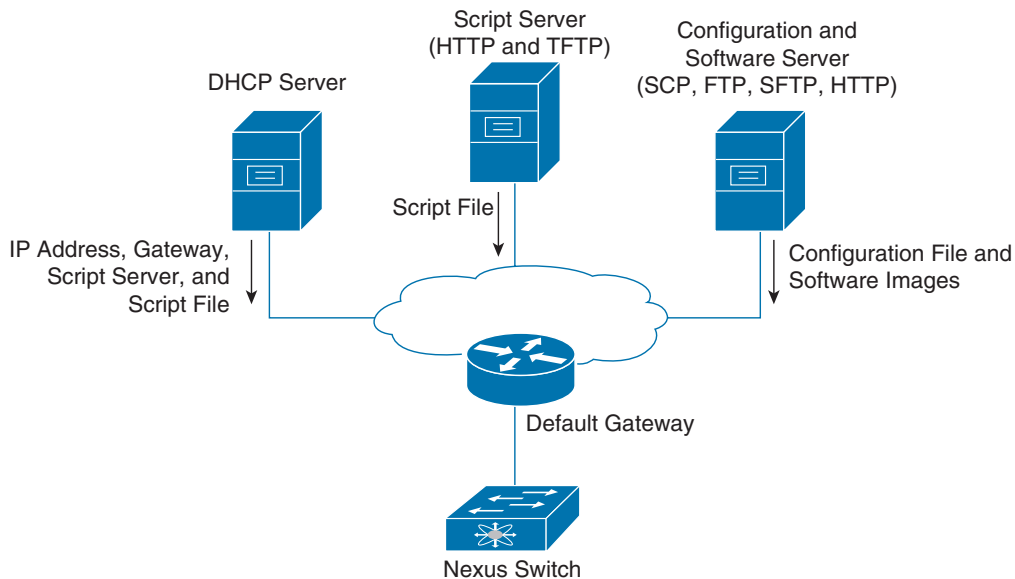 DHCP Server
Script Server
(HTTP and TFTP)
Configuration and
Software Server
(SCP, FTP, SFTP, HTTP)
IP Address, Gateway,
Script Server, and
Script File
Script File
Configuration File and
Software Images
Default Gateway
Nexus Switch